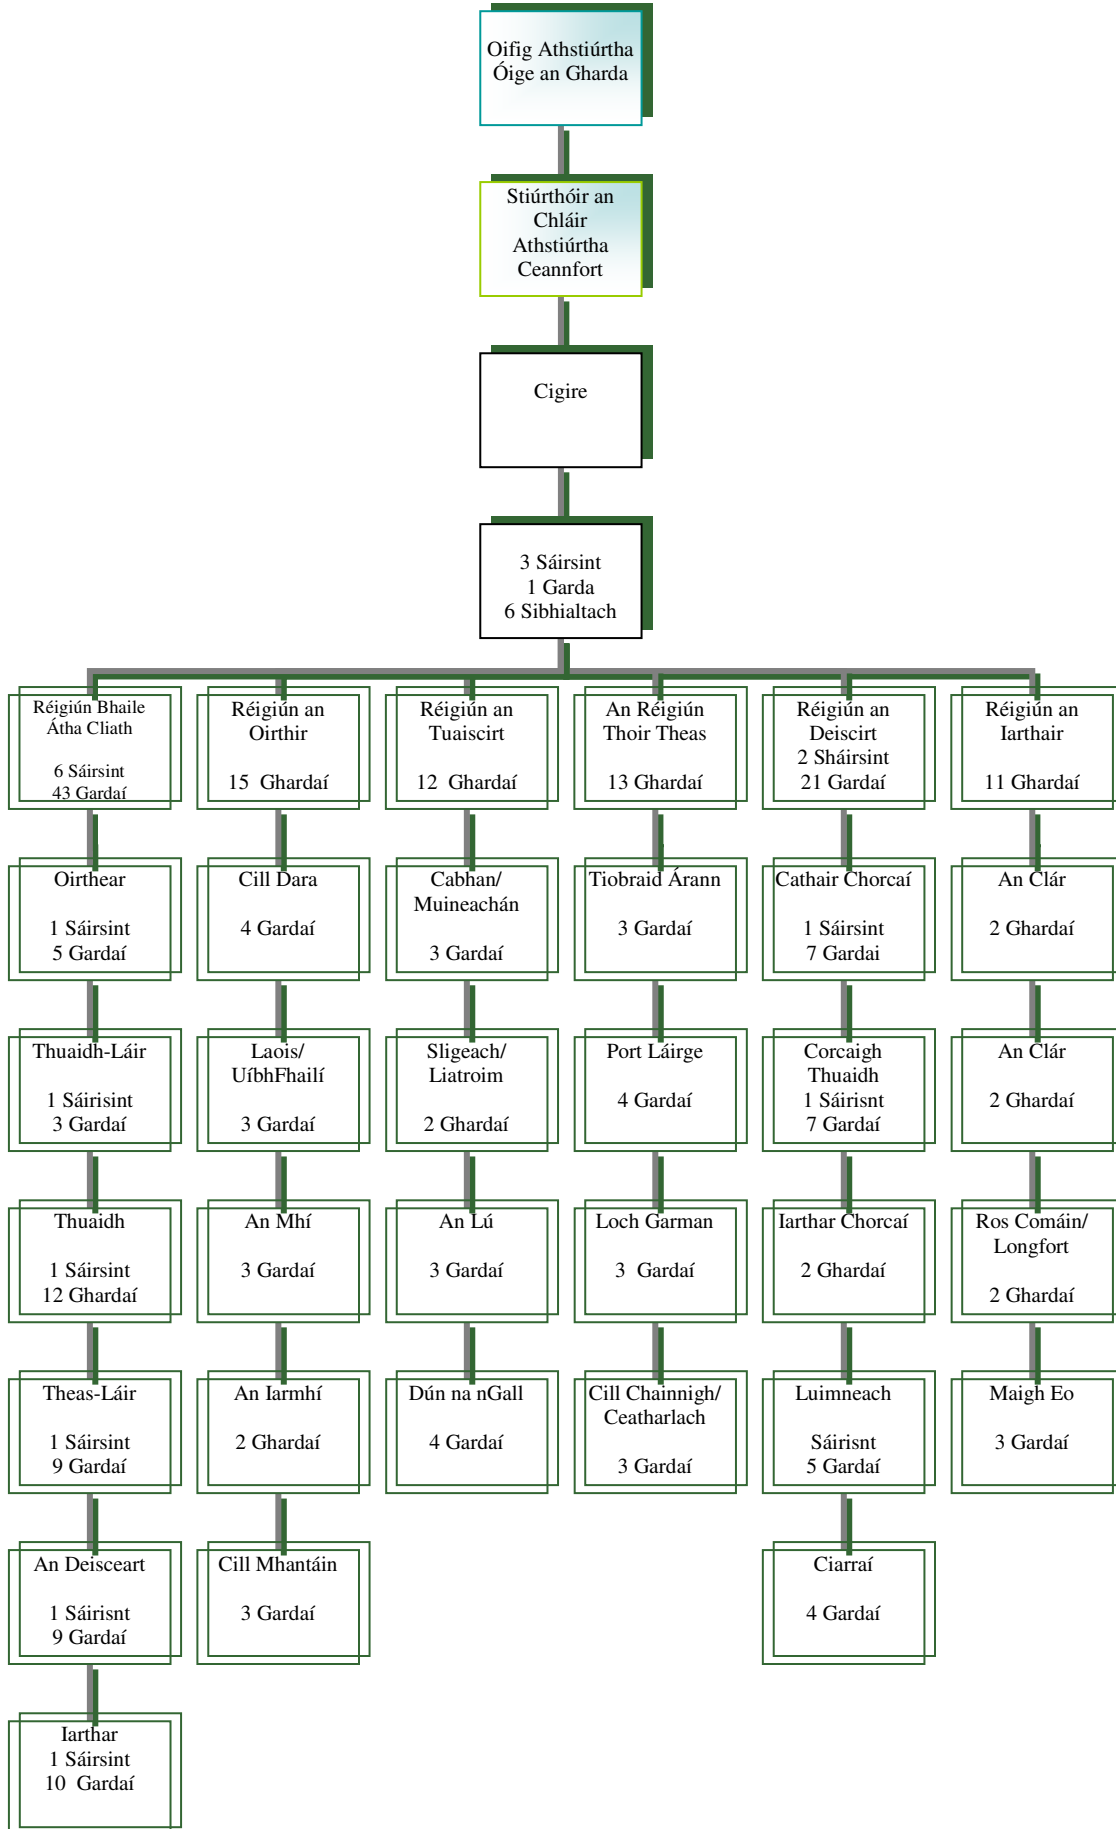 Oifig Athstiúrtha
Óige an Gharda
Stiúrthóir an
Chláir
Athstiúrtha
Ceannfort
Cigire
3 Sáirsint
1 Garda
6 Sibhialtach
Réigiún Bhaile
Átha Cliath
6 Sáirsint
43 Gardaí
Réigiún an
Oirthir
15 Ghardaí
Réigiún an
Tuaiscirt
12 Ghardaí
An Réigiún
Thoir Theas
13 Ghardaí
Réigiún an
Deiscirt
2 Sháirsint
21 Gardaí
Réigiún an
Iarthair
11 Ghardaí
Oirthear
1 Sáirsint
5 Gardaí
Cill Dara
4 Gardaí
Cabhan/
Muineachán
3 Gardaí
Tiobraid Árann
3 Gardaí
Cathair Chorcaí
1 Sáirsint
7 Gardai
An Clár
2 Ghardaí
Thuaidh-Láir
1 Sáirisint
3 Gardaí
Laois/
UíbhFhailí
3 Gardaí
Sligeach/
Liatroim
2 Ghardaí
Port Láirge
4 Gardaí
Corcaigh
Thuaidh
1 Sáirisnt
7 Gardaí
An Clár
2 Ghardaí
Thuaidh
1 Sáirsint
12 Ghardaí
An Mhí
3 Gardaí
An Lú
3 Gardaí
Loch Garman
3 Gardaí
Iarthar Chorcaí
2 Ghardaí
Ros Comáin/
Longfort
2 Ghardaí
Theas-Láir
1 Sáirsint
9 Gardaí
An Iarmhí
2 Ghardaí
Dún na nGall
4 Gardaí
Cill Chainnigh/
Ceatharlach
3 Gardaí
Luimneach
Sáirisnt
5 Gardaí
Maigh Eo
3 Gardaí
An Deisceart
1 Sáirisnt
9 Gardaí
Cill Mhantáin
3 Gardaí
Ciarraí
4 Gardaí
Iarthar
1 Sáirsint
10 Gardaí